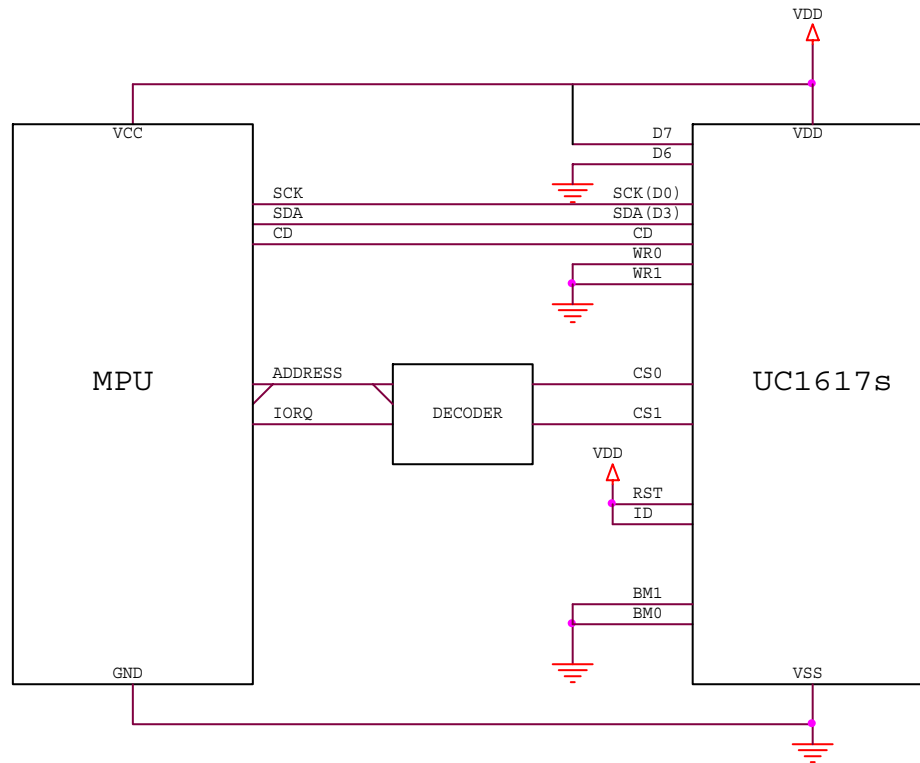 VDD
VCC
D7
VDD
D6
SCK
SCK(D0)
SDA
SDA(D3)
CD
CD
WR0
WR1
MPU
ADDRESS
CS0
UC1617s
IORQ
DECODER
CS1
VDD
RST
ID
BM1
BM0
GND
VSS